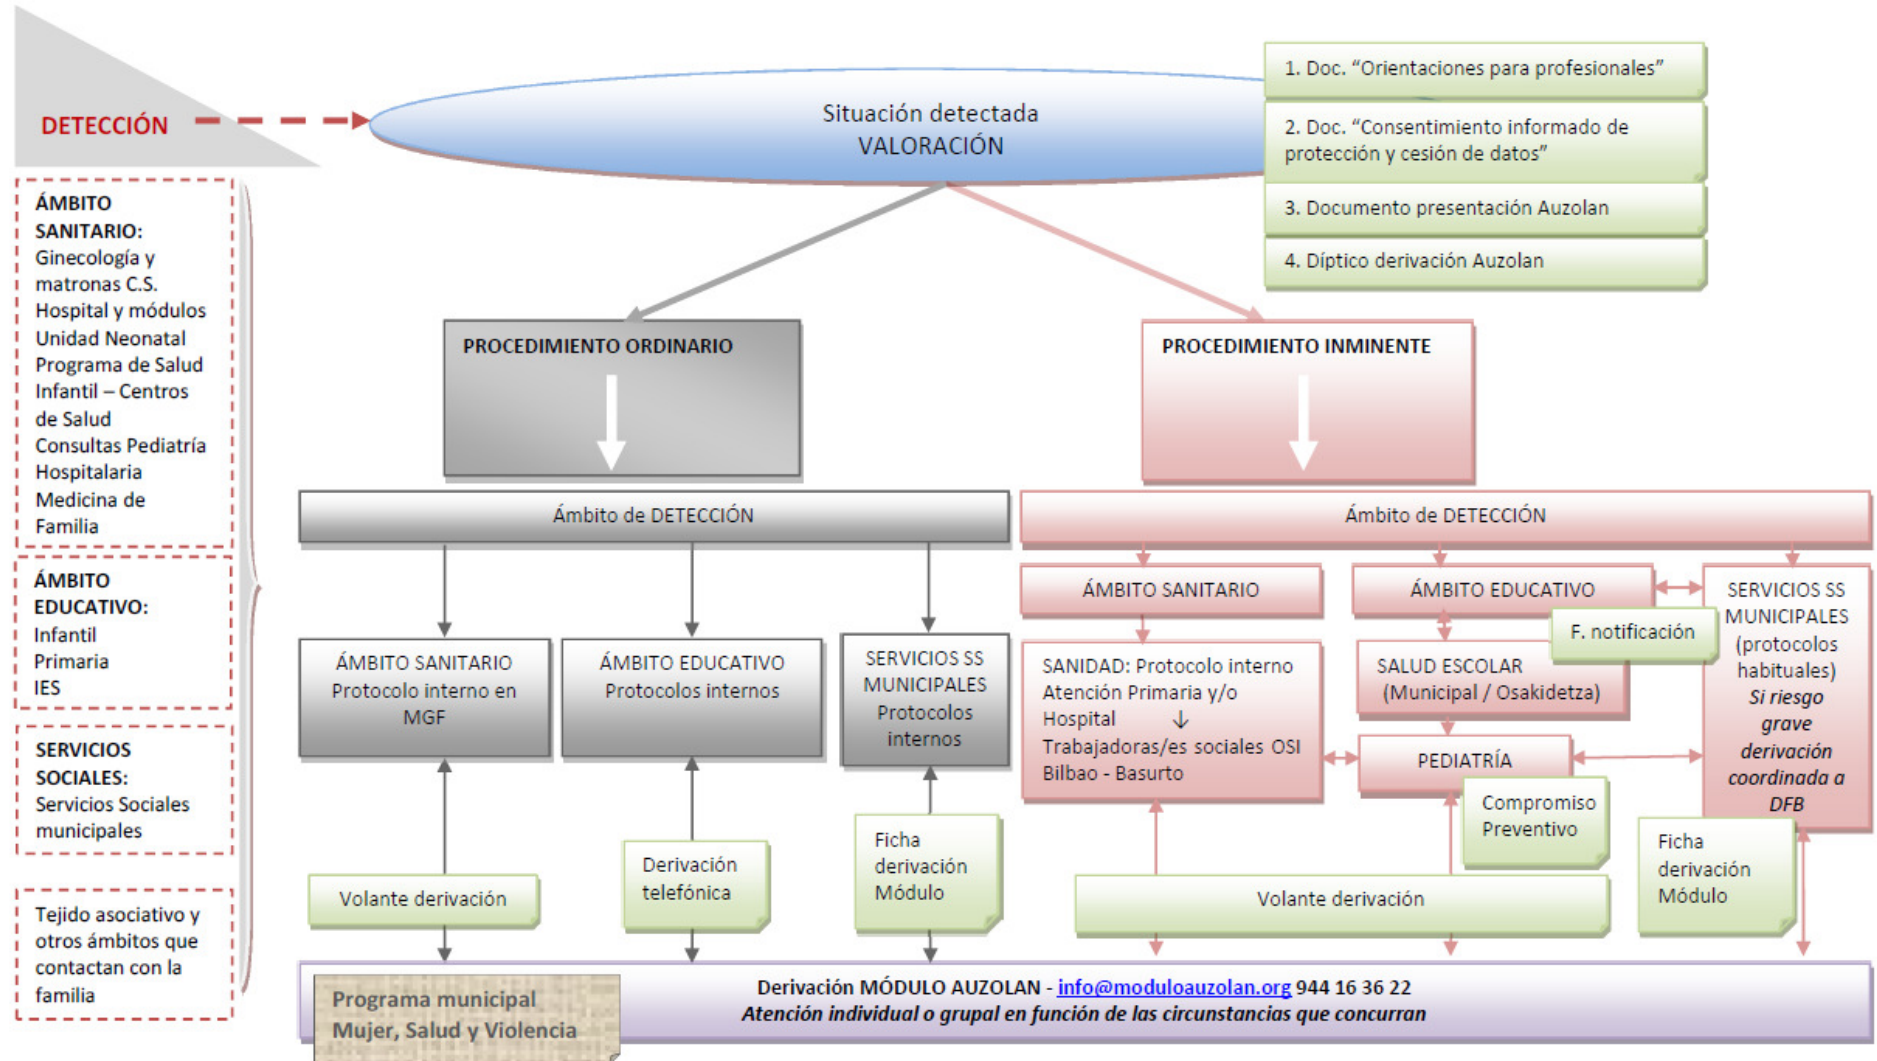 DETECCIÓN
Situación detectada
VALORACIÓN
1. Doc. “Orientaciones para profesionales”
2. Doc. “Consentimiento informado de
protección y cesión de datos”
3. Documento presentación Auzolan
4. Díptico derivación Auzolan
ÁMBITO
SANITARIO:
Ginecología y
matronas C.S.
Hospital y módulos
Unidad Neonatal
Programa de Salud
Infantil – Centros
de Salud
Consultas Pediatría
Hospitalaria
Medicina de
Familia
ÁMBITO
EDUCATIVO:
Infantil
Primaria
IES
SERVICIOS
SOCIALES:
Servicios Sociales
municipales
Tejido asociativo y
otros ámbitos que
contactan con la
familia
PROCEDIMIENTO ORDINARIO
Ámbito de DETECCIÓN
ÁMBITO SANITARIO
Protocolo interno en
MGF
ÁMBITO EDUCATIVO
Protocolos internos
SERVICIOS SS
MUNICIPALES
Protocolos
internos
Volante derivación
Derivación
telefónica
Ficha
derivación
Módulo
PROCEDIMIENTO INMINENTE
Ámbito de DETECCIÓN
ÁMBITO SANITARIO
SANIDAD: Protocolo interno
Atención Primaria y/o
Hospital ↓
Trabajadoras/es sociales OSI
Bilbao - Basurto
ÁMBITO EDUCATIVO
F. notificación
SALUD ESCOLAR
(Municipal / Osakidetza)
PEDIATRÍA
Compromiso
Preventivo
SERVICIOS SS
MUNICIPALES
(protocolos
habituales)
Si riesgo
grave
derivación
coordinada a
DFB
Ficha
derivación
Módulo
Volante derivación
Programa municipal
Mujer, Salud y Violencia
Derivación MÓDULO AUZOLAN - info@moduloauzolan.org 944 16 36 22
Atención individual o grupal en función de las circunstancias que concurran